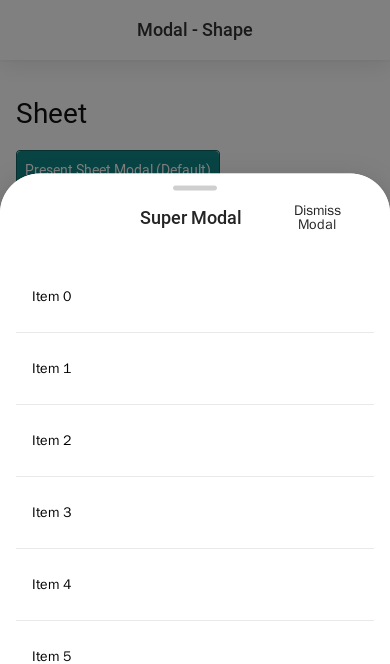 Modal - Shape
Sheet
Present Sheet Modal (Default)
Super Modal
Dismiss
Modal
Item 0
Item 1
Item 2
Item 3
Item 4
Item 5